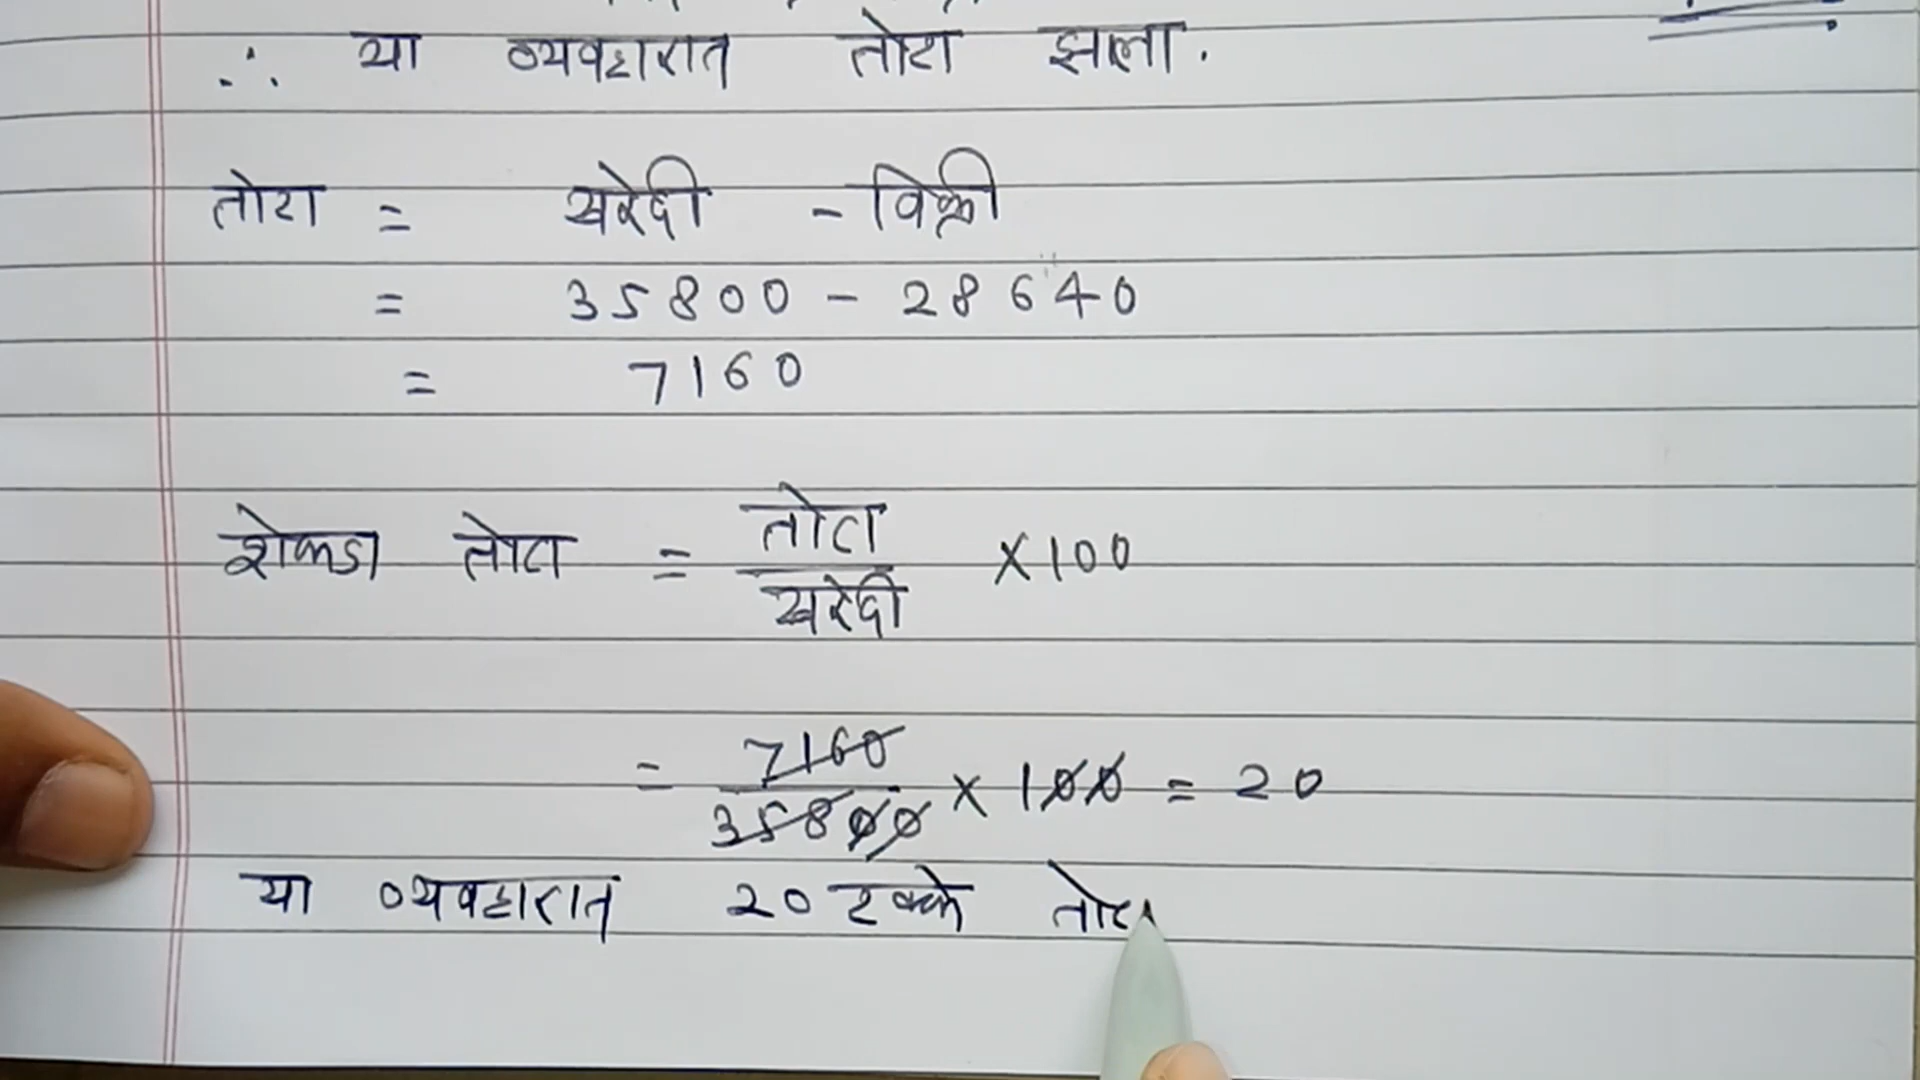 ∴ या व्यवहारात तोटा झाला.
तोटा = खरेदी - विक्री
= 35800 - 28640
= 7160
शेकडा तोटा = तोटा / खरेदी × 100
= 7160 / 35800 × 100 = 20
या व्यवहारात 20 टक्के तोटा